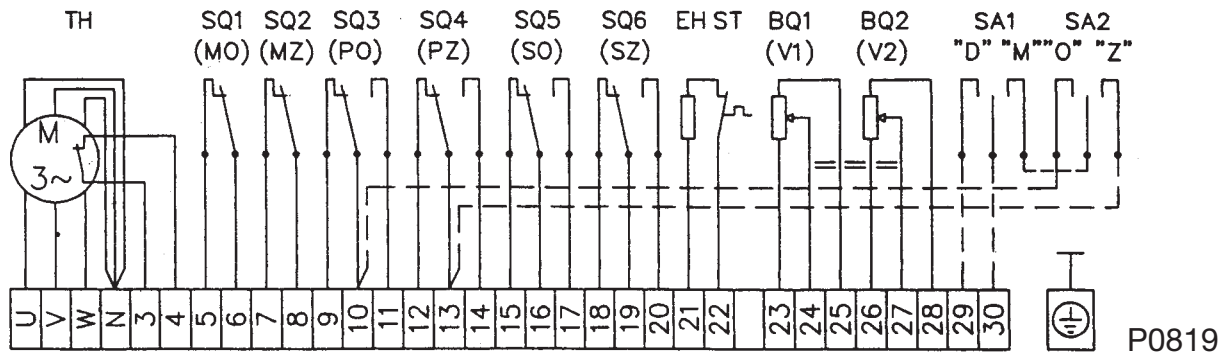 TH SQ1 SQ2 SQ3 SQ4 SQ5 SQ6 EH ST BQ1 BQ2 SA1 SA2
(MO) (MZ) (PO) (PZ) (SO) (SZ) (V1) (V2) "D" "M" "O" "Z"
M
3~
U V W N 3 4 5 6 7 8 9 10 11 12 13 14 15 16 17 18 19 20 21 22 23 24 25 26 27 28 29 30
P0819